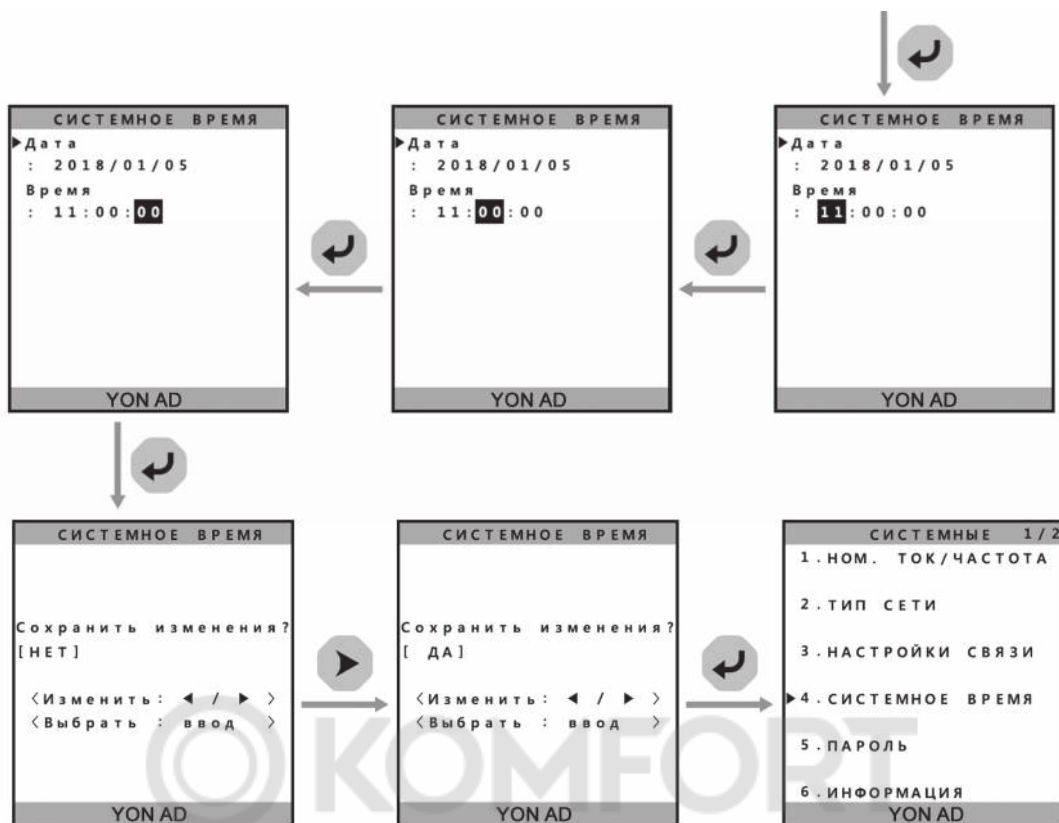 СИСТЕМНОЕ ВРЕМЯ
▶Дата
: 2018/01/05
Время
: 11:00:00
YON AD
СИСТЕМНОЕ ВРЕМЯ
▶Дата
: 2018/01/05
Время
: 11:00:00
YON AD
СИСТЕМНОЕ ВРЕМЯ
▶Дата
: 2018/01/05
Время
: 11:00:00
YON AD
СИСТЕМНОЕ ВРЕМЯ
Сохранить изменения?
[НЕТ]
〈Изменить: ◀ / ▶ 〉
〈Выбрать : ввод 〉
YON AD
СИСТЕМНОЕ ВРЕМЯ
Сохранить изменения?
[ ДА]
〈Изменить: ◀ / ▶ 〉
〈Выбрать : ввод 〉
YON AD
СИСТЕМНЫЕ 1/2
1.НОМ. ТОК/ЧАСТОТА
2.ТИП СЕТИ
3.НАСТРОЙКИ СВЯЗИ
▶4.СИСТЕМНОЕ ВРЕМЯ
5.ПАРОЛЬ
6.ИНФОРМАЦИЯ
YON AD
KOMFORT